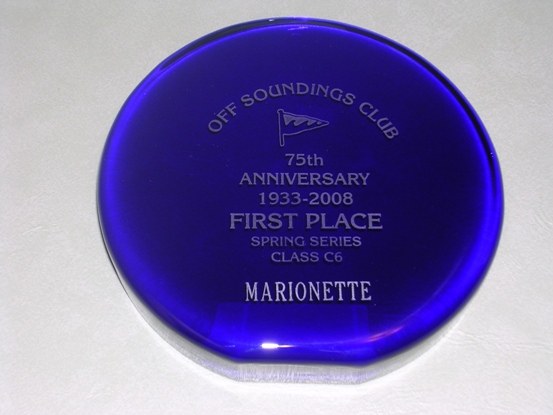 OFF SOUNDINGS CLUB
75th
ANNIVERSARY
1933-2008
FIRST PLACE
SPRING SERIES
CLASS C6
MARIONETTE